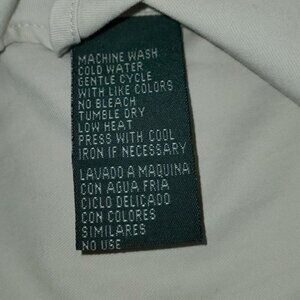 MACHINE WASH
COLD WATER
GENTLE CYCLE
WITH LIKE COLORS
NO BLEACH
TUMBLE DRY
LOW HEAT
PRESS WITH COOL
IRON IF NECESSARY
LAVADO A MAQUINA
CON AGUA FRIA
CICLO DELICADO
CON COLORES
SIMILARES
NO USE